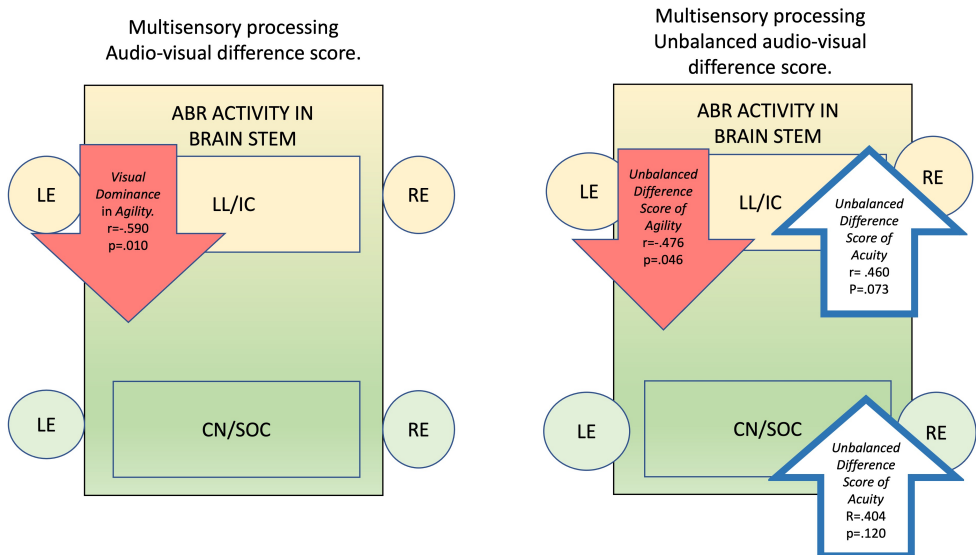 Multisensory processing
Audio-visual difference score.
ABR ACTIVITY IN
BRAIN STEM
LE
Visual
Dominance
in Agility.
r=-.590
p=.010
LL/IC
RE
LE
CN/SOC
RE
Multisensory processing
Unbalanced audio-visual
difference score.
ABR ACTIVITY IN
BRAIN STEM
LE
Unbalanced
Difference
Score of
Agility
r=-.476
p=.046
LL/IC
RE
Unbalanced
Difference
Score of
Acuity
r= .460
P=.073
LE
CN/SOC
RE
Unbalanced
Difference
Score of
Acuity
R=.404
p=.120